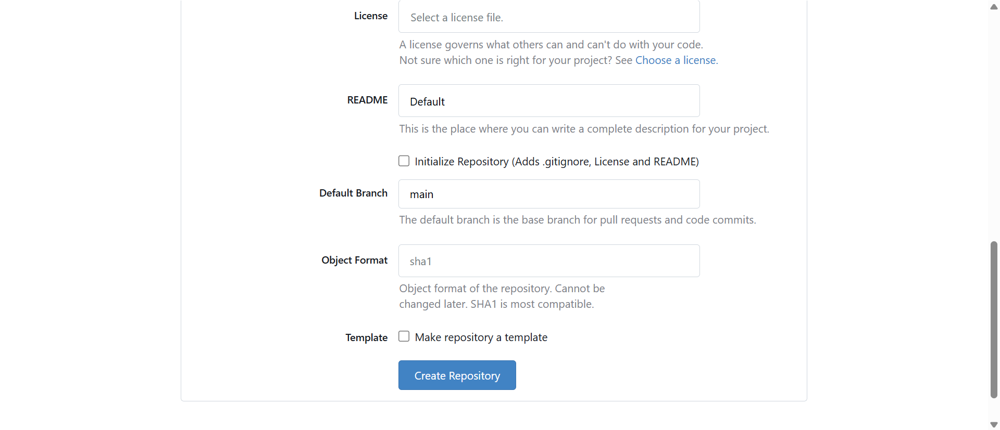 License
Select a license file.
A license governs what others can and can't do with your code.
Not sure which one is right for your project? See Choose a license.
README
Default
This is the place where you can write a complete description for your project.
Initialize Repository (Adds .gitignore, License and README)
Default Branch
main
The default branch is the base branch for pull requests and code commits.
Object Format
sha1
Object format of the repository. Cannot be
changed later. SHA1 is most compatible.
Template
Make repository a template
Create Repository